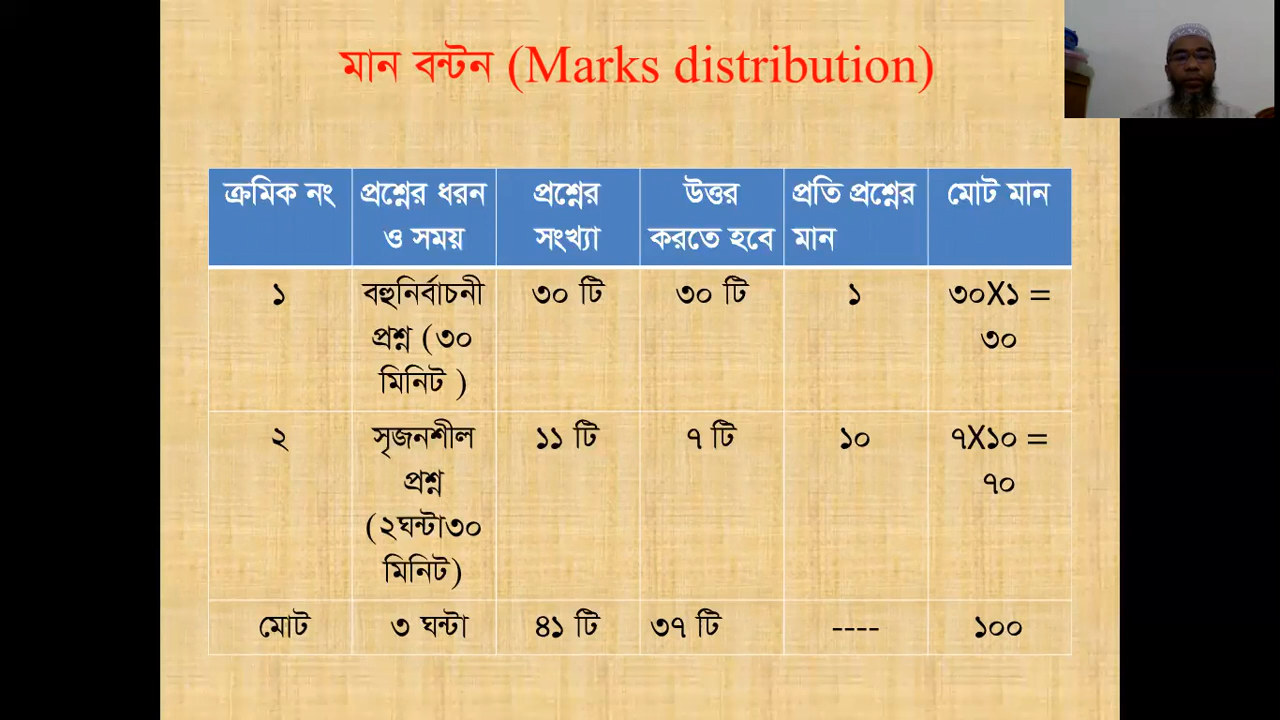 মান বন্টন (Marks distribution)
ক্রমিক নং প্রশ্নের ধরন ও সময় প্রশ্নের সংখ্যা উত্তর করতে হবে প্রতি প্রশ্নের মান মোট মান
১ বহুনির্বাচনী প্রশ্ন (৩০ মিনিট ) ৩০ টি ৩০ টি ১ ৩০X১ = ৩০
২ সৃজনশীল প্রশ্ন (২ঘন্টা৩০ মিনিট) ১১ টি ৭ টি ১০ ৭X১০ = ৭০
মোট ৩ ঘন্টা ৪১ টি ৩৭ টি ---- ১০০